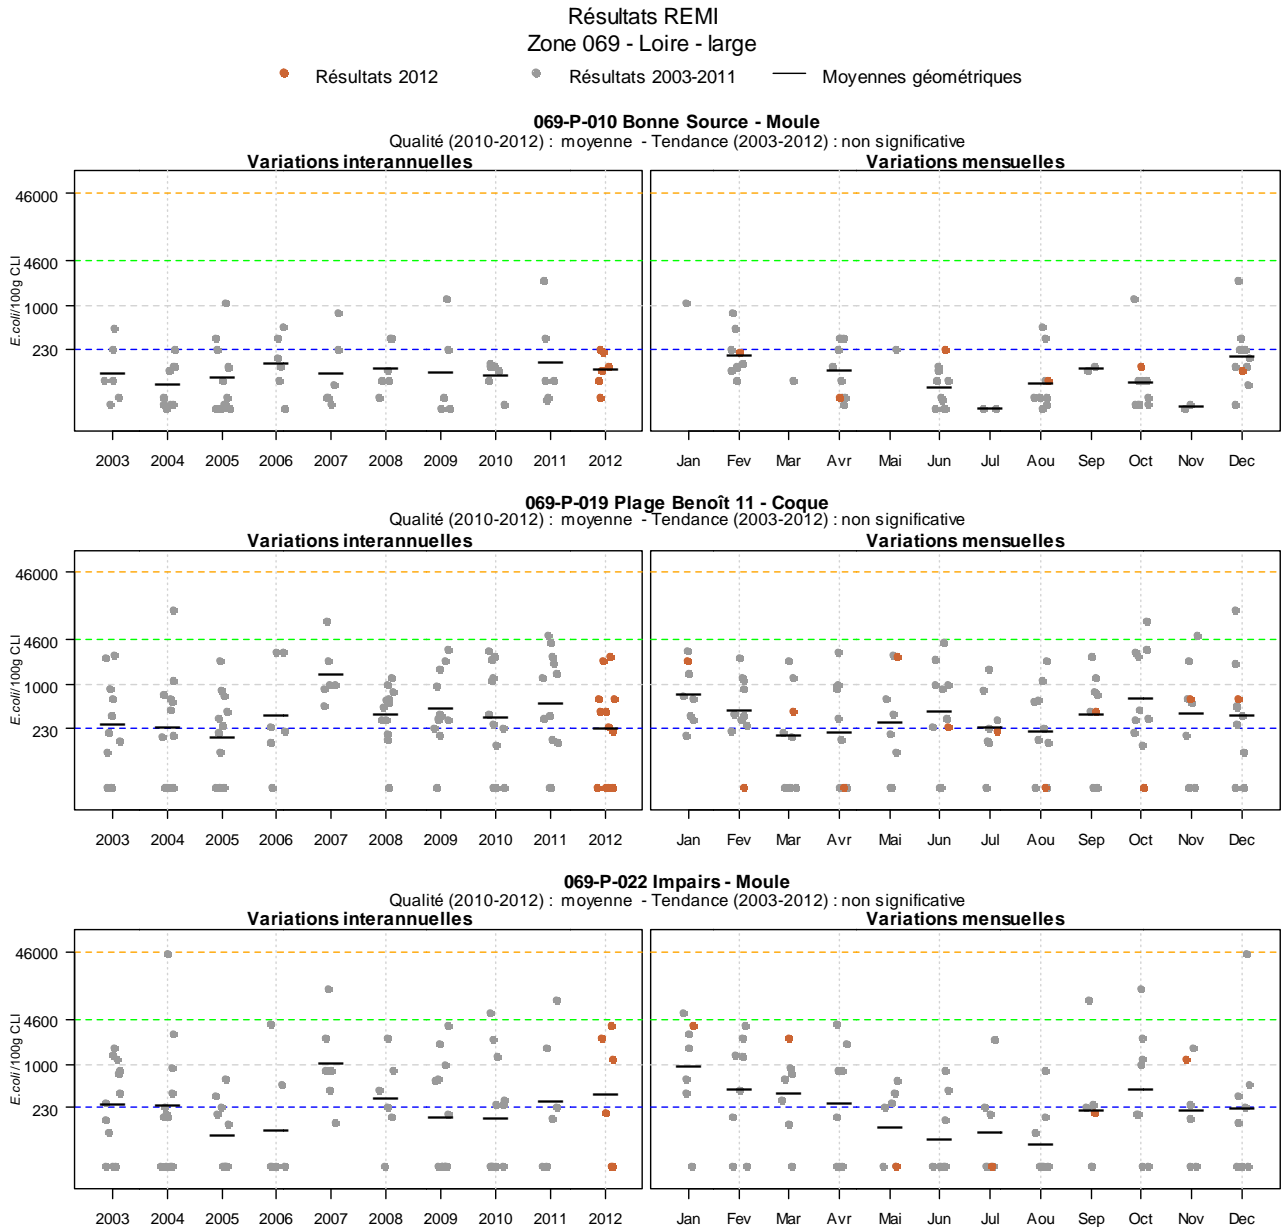 Résultats REMI
Zone 069 - Loire - large
Résultats 2012
Résultats 2003-2011
Moyennes géométriques
069-P-010 Bonne Source - Moule
Qualité (2010-2012) : moyenne - Tendance (2003-2012) : non significative
Variations interannuelles
Variations mensuelles
E.coli/100g CLI
46000
4600
1000
230
2003 2004 2005 2006 2007 2008 2009 2010 2011 2012
Jan Fev Mar Avr Mai Jun Jul Aou Sep Oct Nov Dec
069-P-019 Plage Benoît 11 - Coque
Qualité (2010-2012) : moyenne - Tendance (2003-2012) : non significative
Variations interannuelles
Variations mensuelles
E.coli/100g CLI
46000
4600
1000
230
2003 2004 2005 2006 2007 2008 2009 2010 2011 2012
Jan Fev Mar Avr Mai Jun Jul Aou Sep Oct Nov Dec
069-P-022 Impairs - Moule
Qualité (2010-2012) : moyenne - Tendance (2003-2012) : non significative
Variations interannuelles
Variations mensuelles
E.coli/100g CLI
46000
4600
1000
230
2003 2004 2005 2006 2007 2008 2009 2010 2011 2012
Jan Fev Mar Avr Mai Jun Jul Aou Sep Oct Nov Dec